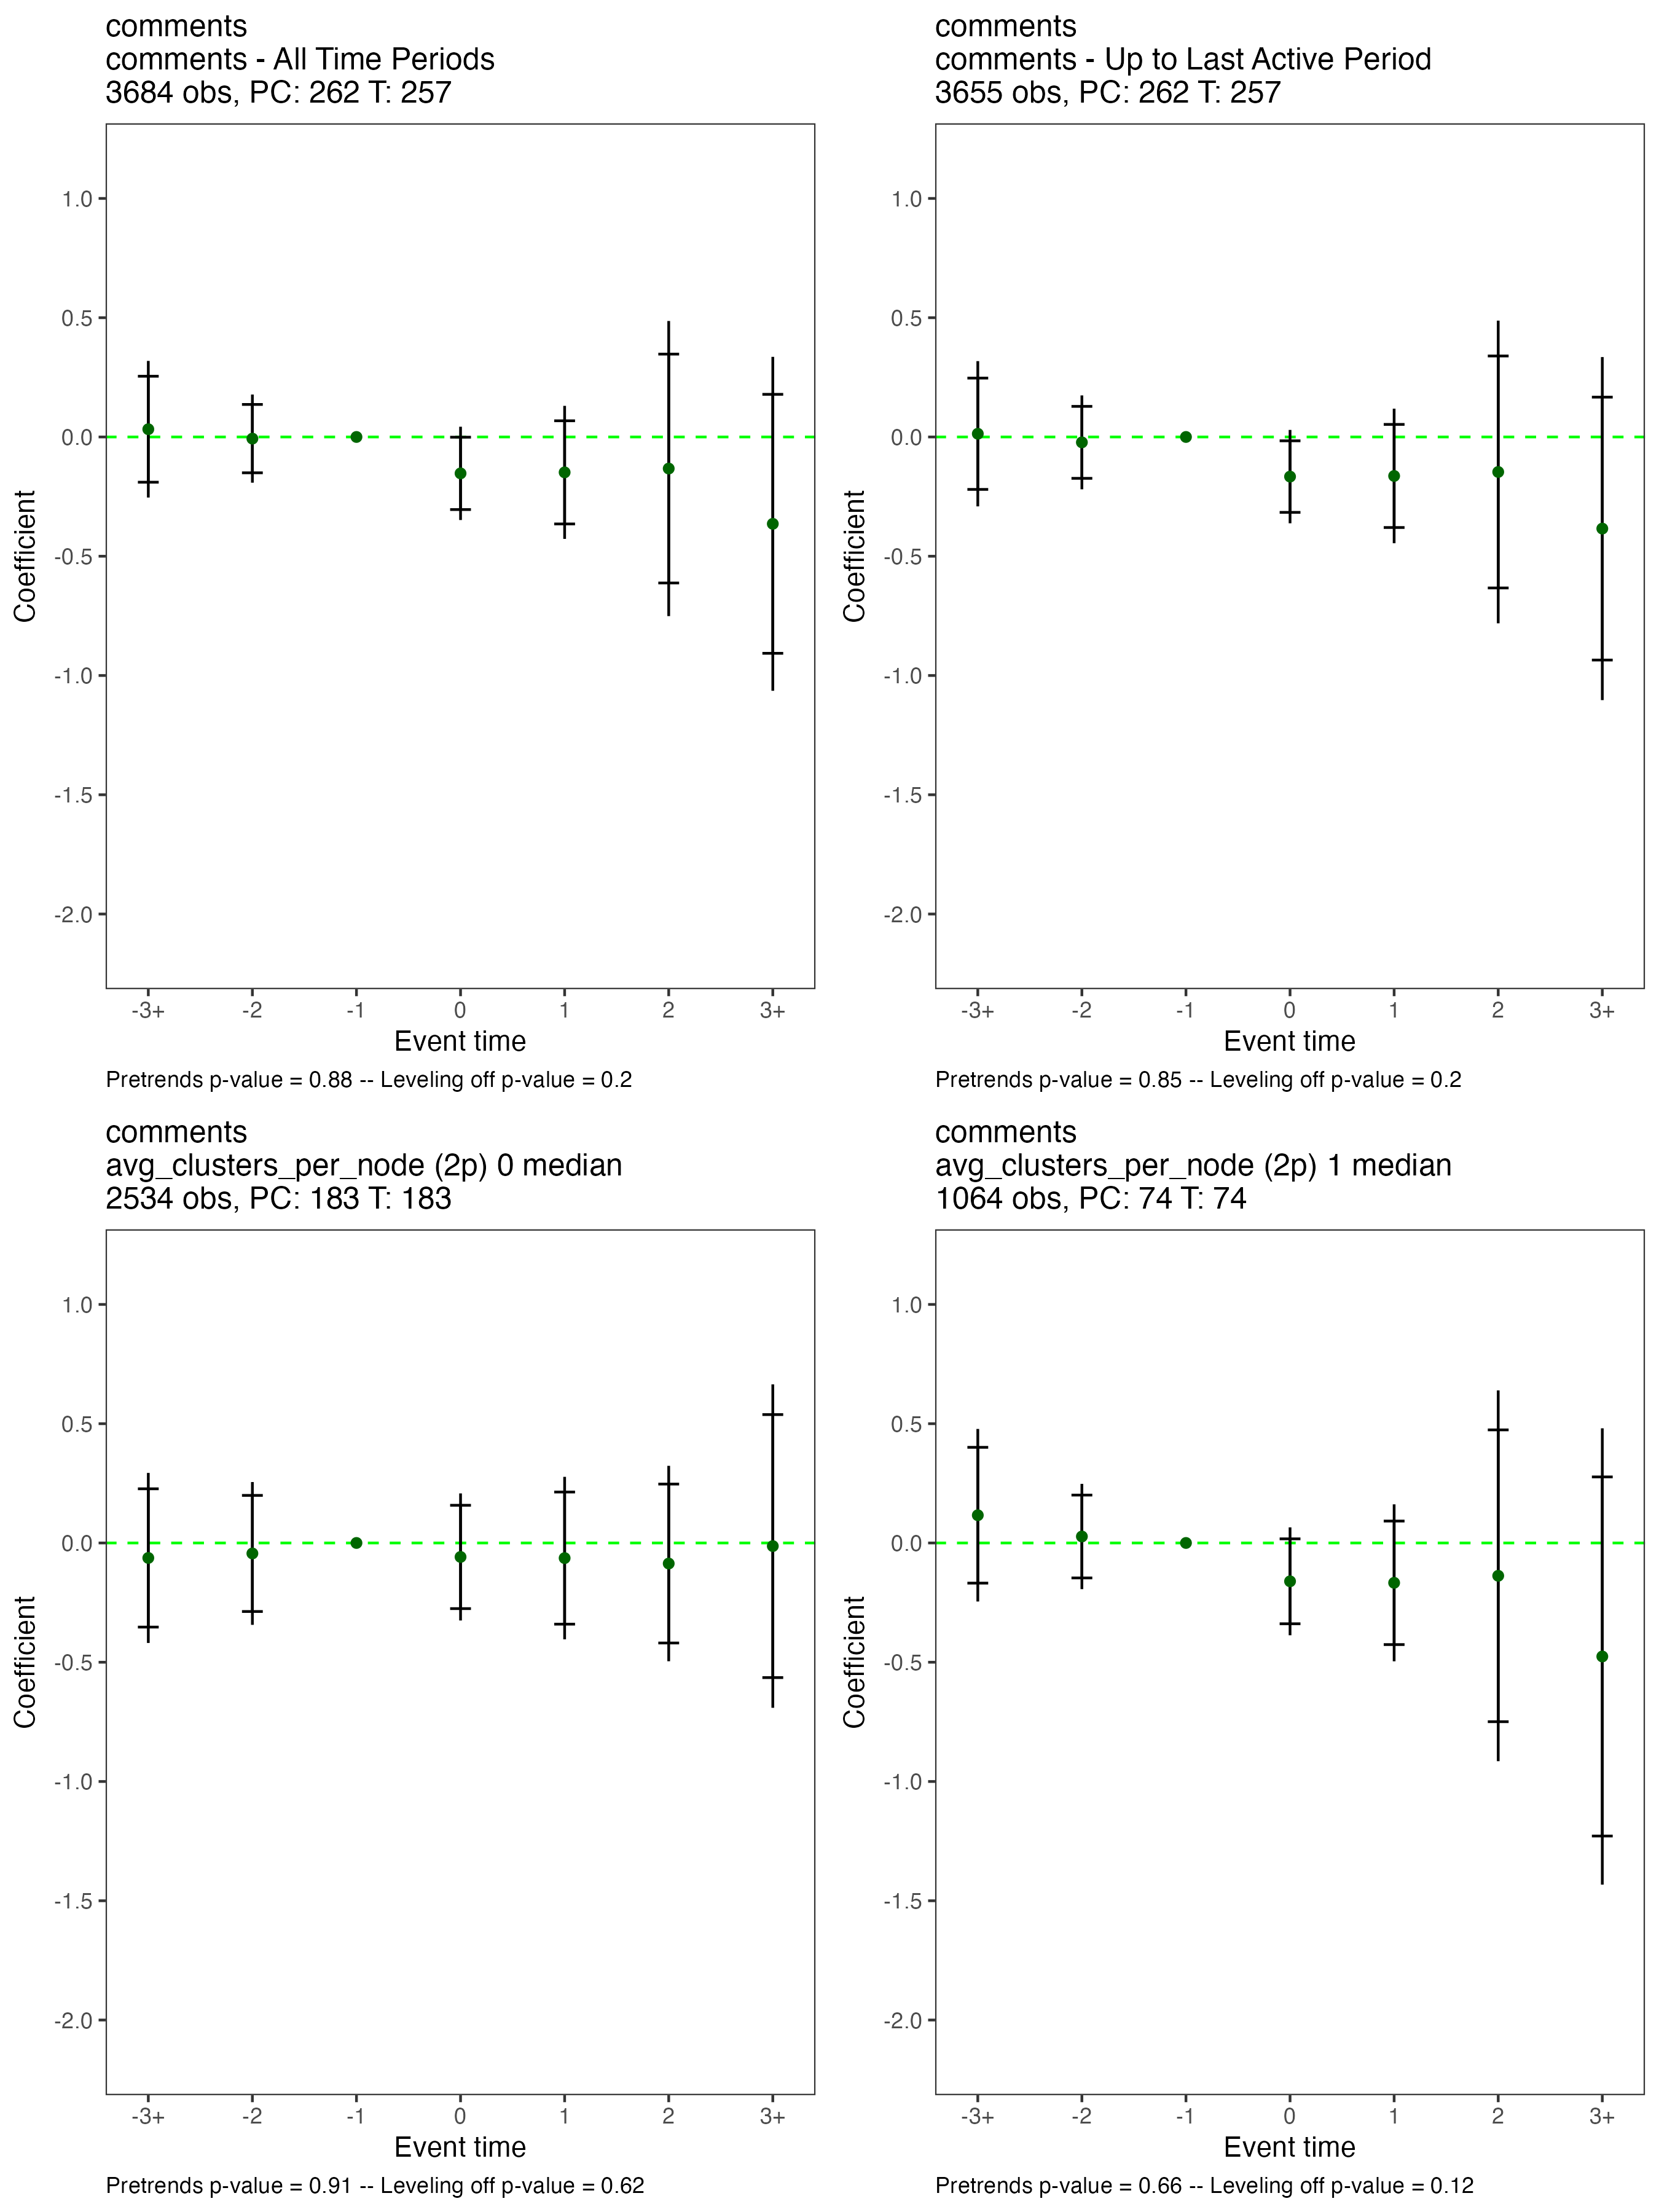 comments
comments - All Time Periods
3684 obs, PC: 262 T: 257
1.0
0.5
0.0
-0.5
-1.0
-1.5
-2.0
Coefficient
-3+ -2 -1 0 1 2 3+
Event time
Pretrends p-value = 0.88 -- Leveling off p-value = 0.2
comments
comments - Up to Last Active Period
3655 obs, PC: 262 T: 257
1.0
0.5
0.0
-0.5
-1.0
-1.5
-2.0
Coefficient
-3+ -2 -1 0 1 2 3+
Event time
Pretrends p-value = 0.85 -- Leveling off p-value = 0.2
comments
avg_clusters_per_node (2p) 0 median
2534 obs, PC: 183 T: 183
1.0
0.5
0.0
-0.5
-1.0
-1.5
-2.0
Coefficient
-3+ -2 -1 0 1 2 3+
Event time
Pretrends p-value = 0.91 -- Leveling off p-value = 0.62
comments
avg_clusters_per_node (2p) 1 median
1064 obs, PC: 74 T: 74
1.0
0.5
0.0
-0.5
-1.0
-1.5
-2.0
Coefficient
-3+ -2 -1 0 1 2 3+
Event time
Pretrends p-value = 0.66 -- Leveling off p-value = 0.12